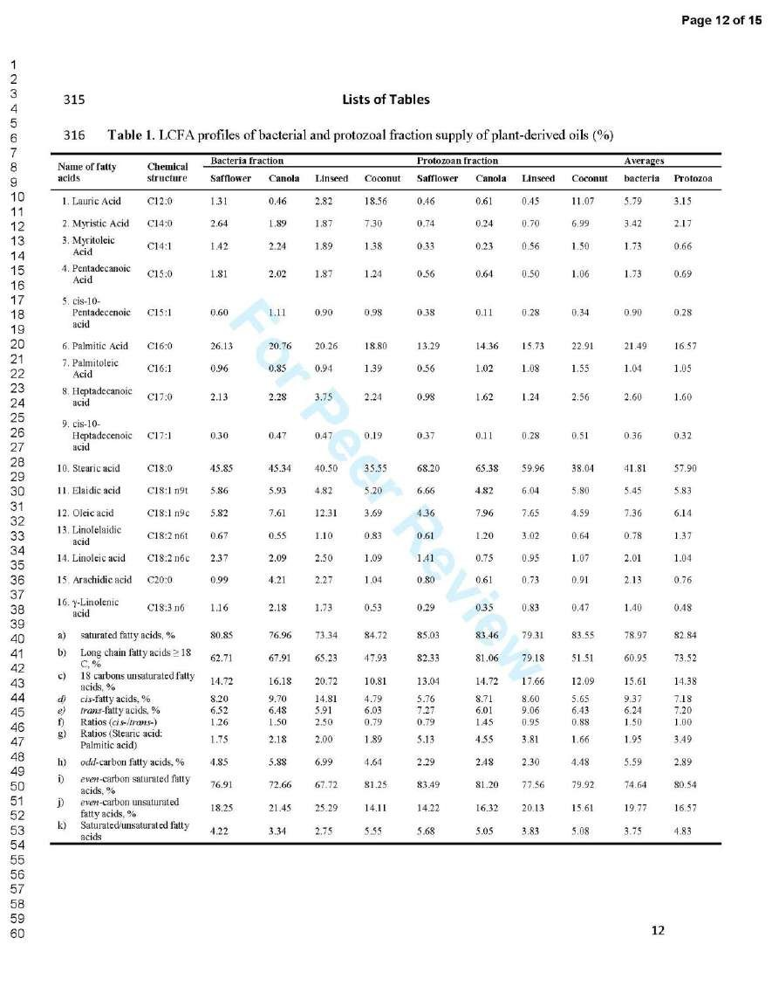 Page 12 of 15
1
2
3
4
5
6
7
8
9
10
11
12
13
14
15
16
17
18
19
20
21
22
23
24
25
26
27
28
29
30
31
32
33
34
35
36
37
38
39
40
41
42
43
44
45
46
47
48
49
50
51
52
53
54
55
56
57
58
59
60
315 Lists of Tables
316 Table 1. LCFA profiles of bacterial and protozoal fraction supply of plant-derived oils (%)
Name of fatty acids Chemical structure Bacteria fraction Protozoan fraction Averages
Safflower Canola Linseed Coconut Safflower Canola Linseed Coconut bacteria Protozoa
1. Lauric Acid C12:0 1.31 0.46 2.82 18.56 0.46 0.61 0.45 11.07 5.79 3.15
2. Myristic Acid C14:0 2.64 1.89 1.87 7.30 0.74 0.24 0.70 6.99 3.42 2.17
3. Myritoleic
Acid C14:1 1.42 2.24 1.89 1.38 0.33 0.23 0.56 1.50 1.73 0.66
4. Pentadecanoic
Acid C15:0 1.81 2.02 1.87 1.24 0.56 0.64 0.50 1.06 1.73 0.69
5. cis-10-
Pentadecenoic C15:1 0.60 1.11 0.90 0.98 0.38 0.11 0.28 0.34 0.90 0.28
acid
6. Palmitic Acid C16:0 26.13 20.76 20.26 18.80 13.29 14.36 15.73 22.91 21.49 16.57
7. Palmitoleic
Acid C16:1 0.96 0.85 0.94 1.39 0.56 1.02 1.08 1.55 1.04 1.05
8. Heptadecanoic
acid C17:0 2.13 2.28 3.75 2.24 0.98 1.62 1.24 2.56 2.60 1.60
9. cis-10-
Heptadecenoic C17:1 0.30 0.47 0.47 0.19 0.37 0.11 0.28 0.51 0.36 0.32
acid
10. Stearic acid C18:0 45.85 45.34 40.50 35.55 68.20 65.38 59.96 38.04 41.81 57.90
11. Elaidic acid C18:1 n9t 5.86 5.93 4.82 5.20 6.66 4.82 6.04 5.80 5.45 5.83
12. Oleic acid C18:1 n9c 5.82 7.61 12.31 3.69 4.36 7.96 7.65 4.59 7.36 6.14
13. Linolelaidic
acid C18:2 n6t 0.67 0.55 1.10 0.83 0.61 1.20 3.02 0.64 0.78 1.37
14. Linoleic acid C18:2 n6c 2.37 2.09 2.50 1.09 1.41 0.75 0.95 1.07 2.01 1.04
15. Arachidic acid C20:0 0.99 4.21 2.27 1.04 0.80 0.61 0.73 0.91 2.13 0.76
16. γ-Linolenic
acid C18:3 n6 1.16 2.18 1.73 0.53 0.29 0.35 0.83 0.47 1.40 0.48
a) saturated fatty acids, % 80.85 76.96 73.34 84.72 85.03 83.46 79.31 83.55 78.97 82.84
b) Long chain fatty acids ≥ 18
C, % 62.71 67.91 65.23 47.93 82.33 81.06 79.18 51.51 60.95 73.52
c) 18 carbons unsaturated fatty
acids, % 14.72 16.18 20.72 10.81 13.04 14.72 17.66 12.09 15.61 14.38
d) cis-fatty acids, % 8.20 9.70 14.81 4.79 5.76 8.71 8.60 5.65 9.37 7.18
e) trans-fatty acids, % 6.52 6.48 5.91 6.03 7.27 6.01 9.06 6.43 6.24 7.20
f) Ratios (cis-/trans-) 1.26 1.50 2.50 0.79 0.79 1.45 0.95 0.88 1.50 1.00
g) Ratios (Stearic acid:
Palmitic acid) 1.75 2.18 2.00 1.89 5.13 4.55 3.81 1.66 1.95 3.49
h) odd-carbon fatty acids, % 4.85 5.88 6.99 4.64 2.29 2.48 2.30 4.48 5.59 2.89
i) even-carbon saturated fatty
acids, % 76.91 72.66 67.72 81.25 83.49 81.20 77.56 79.92 74.64 80.54
j) even-carbon unsaturated
fatty acids, % 18.25 21.45 25.29 14.11 14.22 16.32 20.13 15.61 19.77 16.57
k) Saturated/unsaturated fatty
acids 4.22 3.34 2.75 5.55 5.68 5.05 3.83 5.08 3.75 4.83
For Peer Review
12